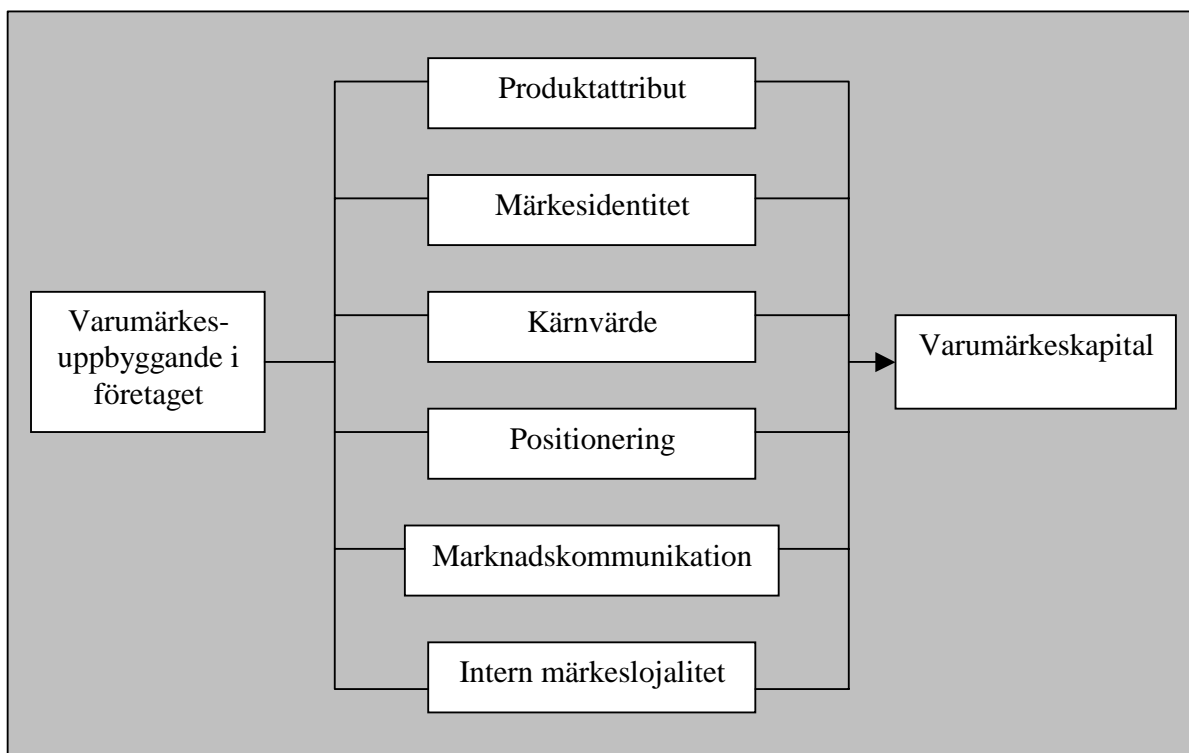 Produktattribut
Märkesidentitet
Varumärkes-
uppbyggande i
företaget
Kärnvärde
Varumärkeskapital
Positionering
Marknadskommunikation
Intern märkeslojalitet